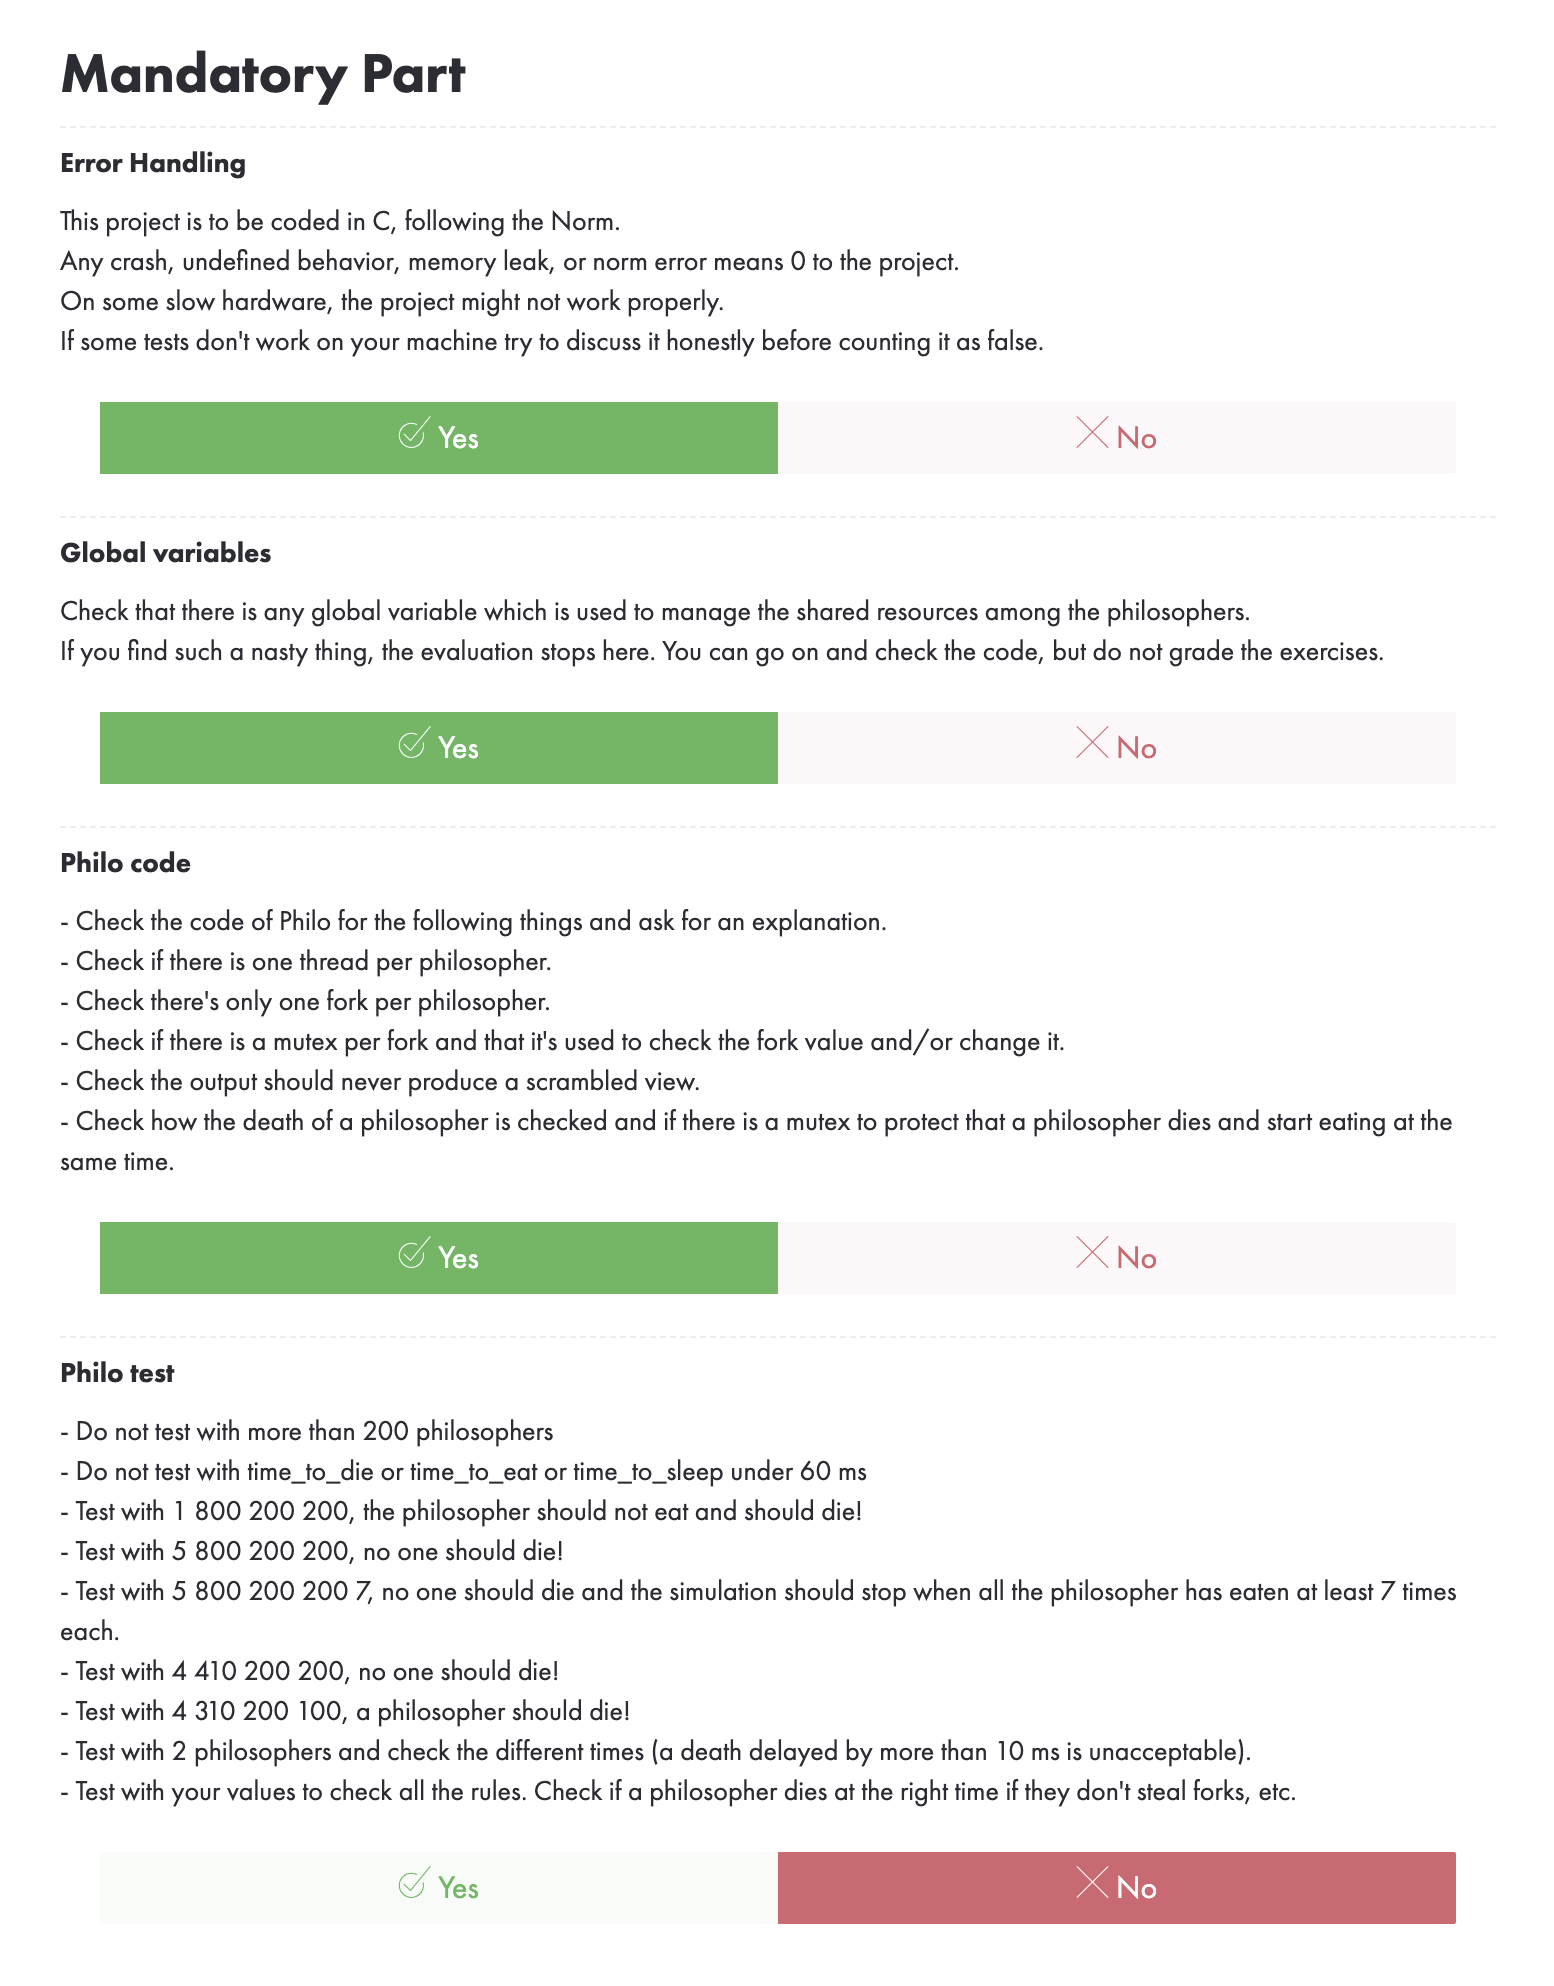 Mandatory Part
Error Handling
This project is to be coded in C, following the Norm.
Any crash, undefined behavior, memory leak, or norm error means 0 to the project.
On some slow hardware, the project might not work properly.
If some tests don't work on your machine try to discuss it honestly before counting it as false.
Yes
No
Global variables
Check that there is any global variable which is used to manage the shared resources among the philosophers.
If you find such a nasty thing, the evaluation stops here. You can go on and check the code, but do not grade the exercises.
Yes
No
Philo code
- Check the code of Philo for the following things and ask for an explanation.
- Check if there is one thread per philosopher.
- Check there's only one fork per philosopher.
- Check if there is a mutex per fork and that it's used to check the fork value and/or change it.
- Check the output should never produce a scrambled view.
- Check how the death of a philosopher is checked and if there is a mutex to protect that a philosopher dies and start eating at the
same time.
Yes
No
Philo test
- Do not test with more than 200 philosophers
- Do not test with time_to_die or time_to_eat or time_to_sleep under 60 ms
- Test with 1 800 200 200, the philosopher should not eat and should die!
- Test with 5 800 200 200, no one should die!
- Test with 5 800 200 200 7, no one should die and the simulation should stop when all the philosopher has eaten at least 7 times
each.
- Test with 4 410 200 200, no one should die!
- Test with 4 310 200 100, a philosopher should die!
- Test with 2 philosophers and check the different times (a death delayed by more than 10 ms is unacceptable).
- Test with your values to check all the rules. Check if a philosopher dies at the right time if they don't steal forks, etc.
Yes
No